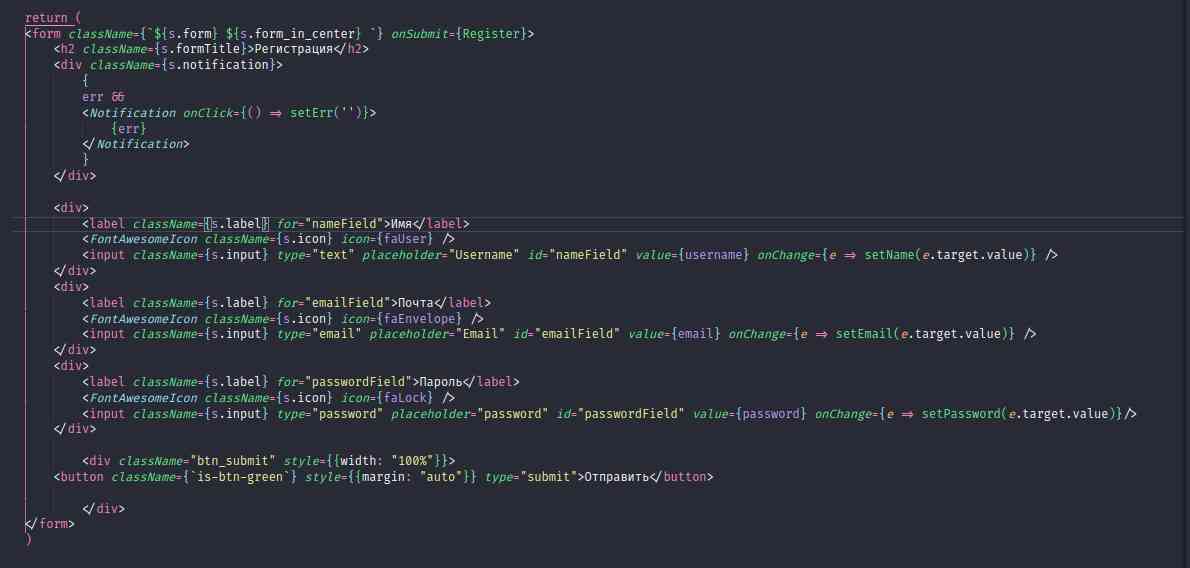 return (
<form className={`${s.form} ${s.form_in_center} `} onSubmit={Register}>
    <h2 className={s.formTitle}>Регистрация</h2>
    <div className={s.notification}>
        {
        err &&
        <Notification onClick={() => setErr('')}>
            {err}
        </Notification>
        }
    </div>

    <div>
        <label className={s.label} for="nameField">Имя</label>
        <FontAwesomeIcon className={s.icon} icon={faUser} />
        <input className={s.input} type="text" placeholder="Username" id="nameField" value={username} onChange={e => setName(e.target.value)} />
    </div>
    <div>
        <label className={s.label} for="emailField">Почта</label>
        <FontAwesomeIcon className={s.icon} icon={faEnvelope} />
        <input className={s.input} type="email" placeholder="Email" id="emailField" value={email} onChange={e => setEmail(e.target.value)} />
    </div>
    <div>
        <label className={s.label} for="passwordField">Пароль</label>
        <FontAwesomeIcon className={s.icon} icon={faLock} />
        <input className={s.input} type="password" placeholder="password" id="passwordField" value={password} onChange={e => setPassword(e.target.value)}/>
    </div>

        <div className="btn_submit" style={{width: "100%"}}>
    <button className={`is-btn-green`} style={{margin: "auto"}} type="submit">Отправить</button>

        </div>
</form>
)